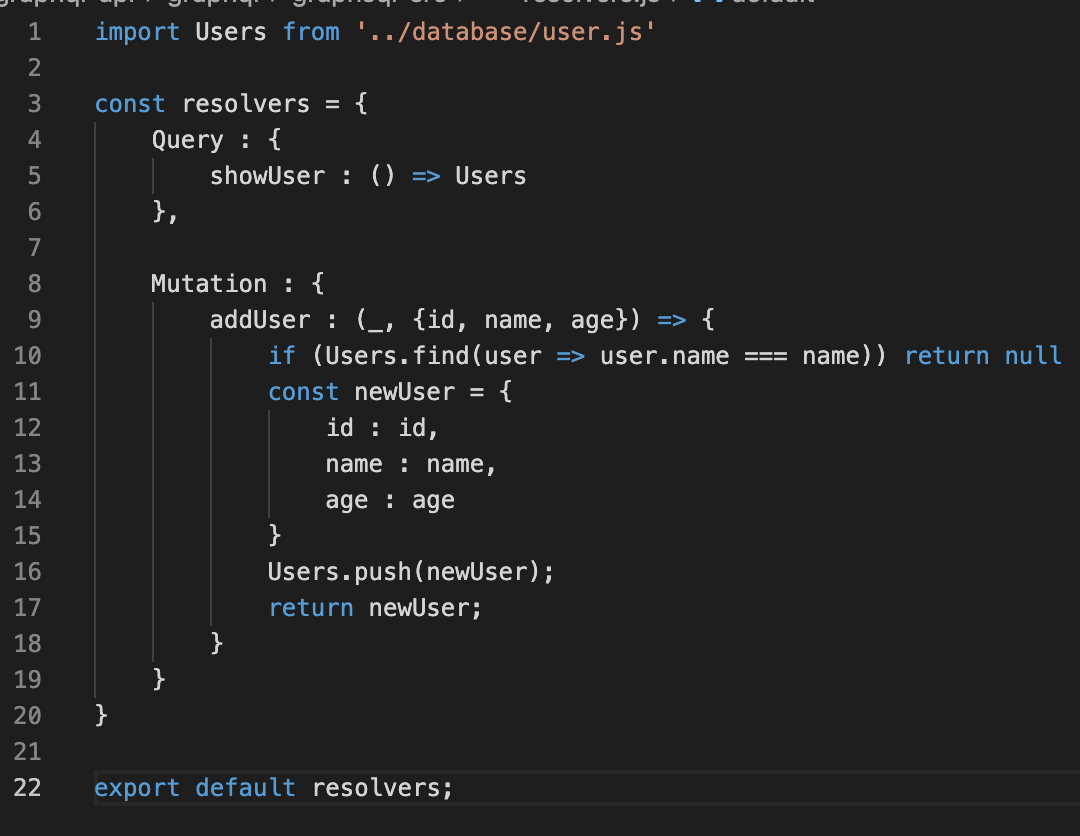 1 import Users from '../database/user.js'
2
3 const resolvers = {
4     Query : {
5         showUser : () => Users
6     },
7
8     Mutation : {
9         addUser : (_, {id, name, age}) => {
10             if (Users.find(user => user.name === name)) return null
11             const newUser = {
12                 id : id,
13                 name : name,
14                 age : age
15             }
16             Users.push(newUser);
17             return newUser;
18         }
19     }
20 }
21
22 export default resolvers;